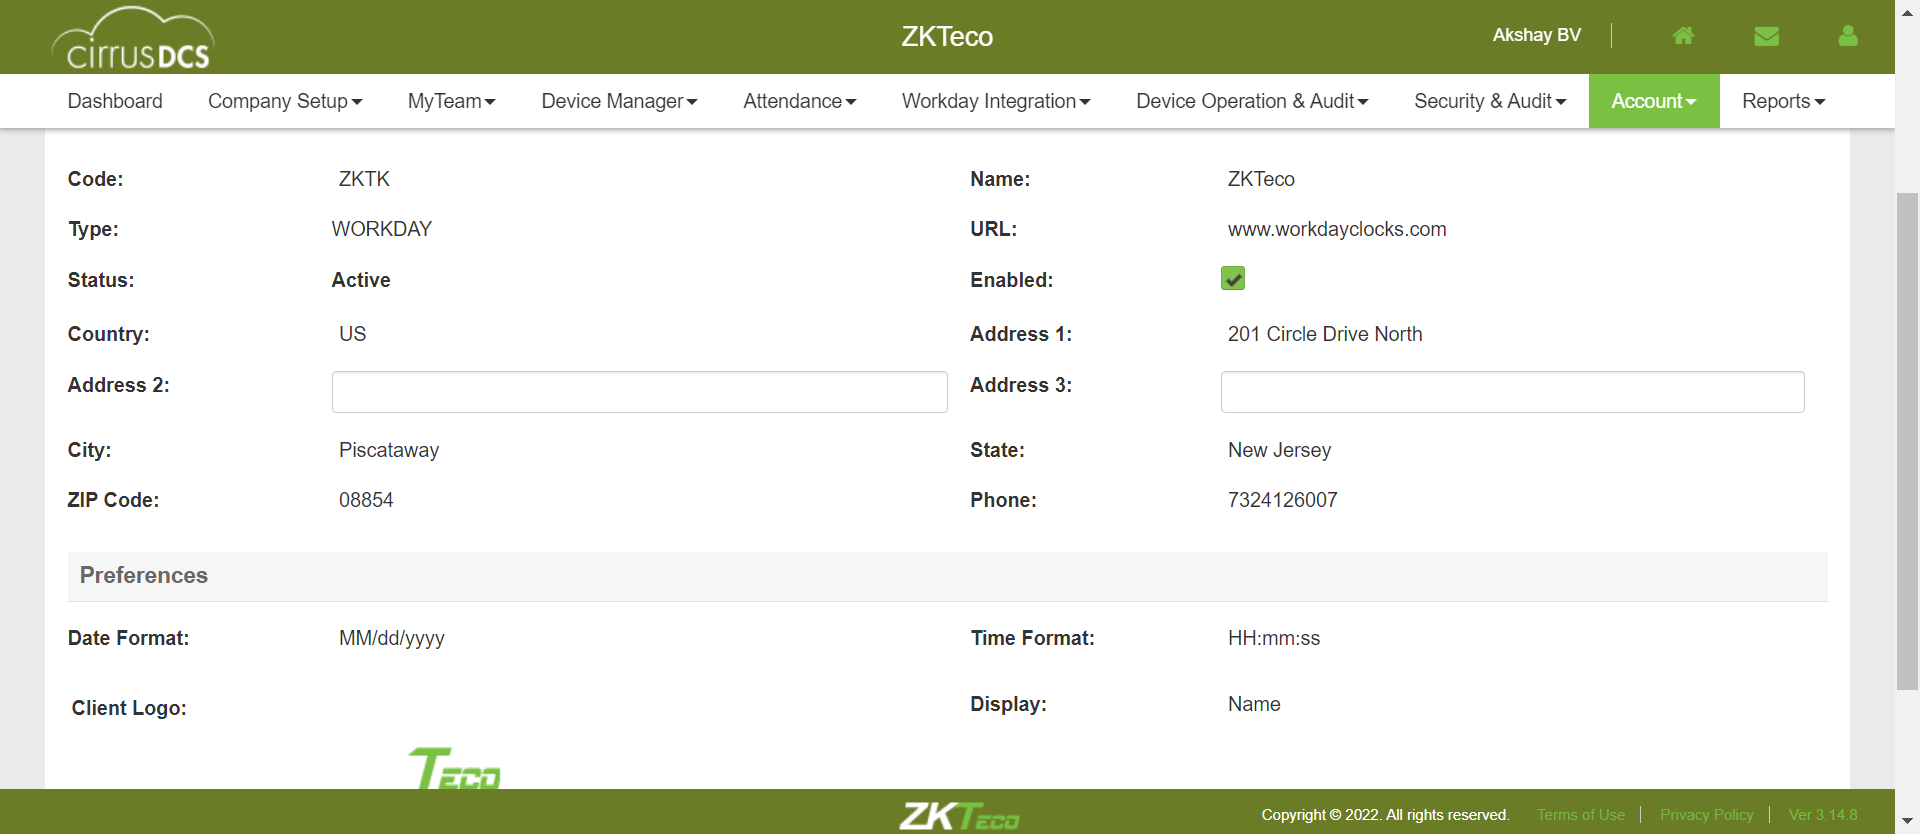 cirrusDCS
ZKTeco
Akshay BV
Dashboard Company Setup MyTeam Device Manager Attendance Workday Integration Device Operation & Audit Security & Audit Account Reports
Code: ZKTK Name: ZKTeco
Type: WORKDAY URL: www.workdayclocks.com
Status: Active Enabled:
Country: US Address 1: 201 Circle Drive North
Address 2: Address 3:
City: Piscataway State: New Jersey
ZIP Code: 08854 Phone: 7324126007
Preferences
Date Format: MM/dd/yyyy Time Format: HH:mm:ss
Client Logo: Display: Name
Teco
ZKTeco
Copyright © 2022. All rights reserved. Terms of Use Privacy Policy Ver 3.14.8